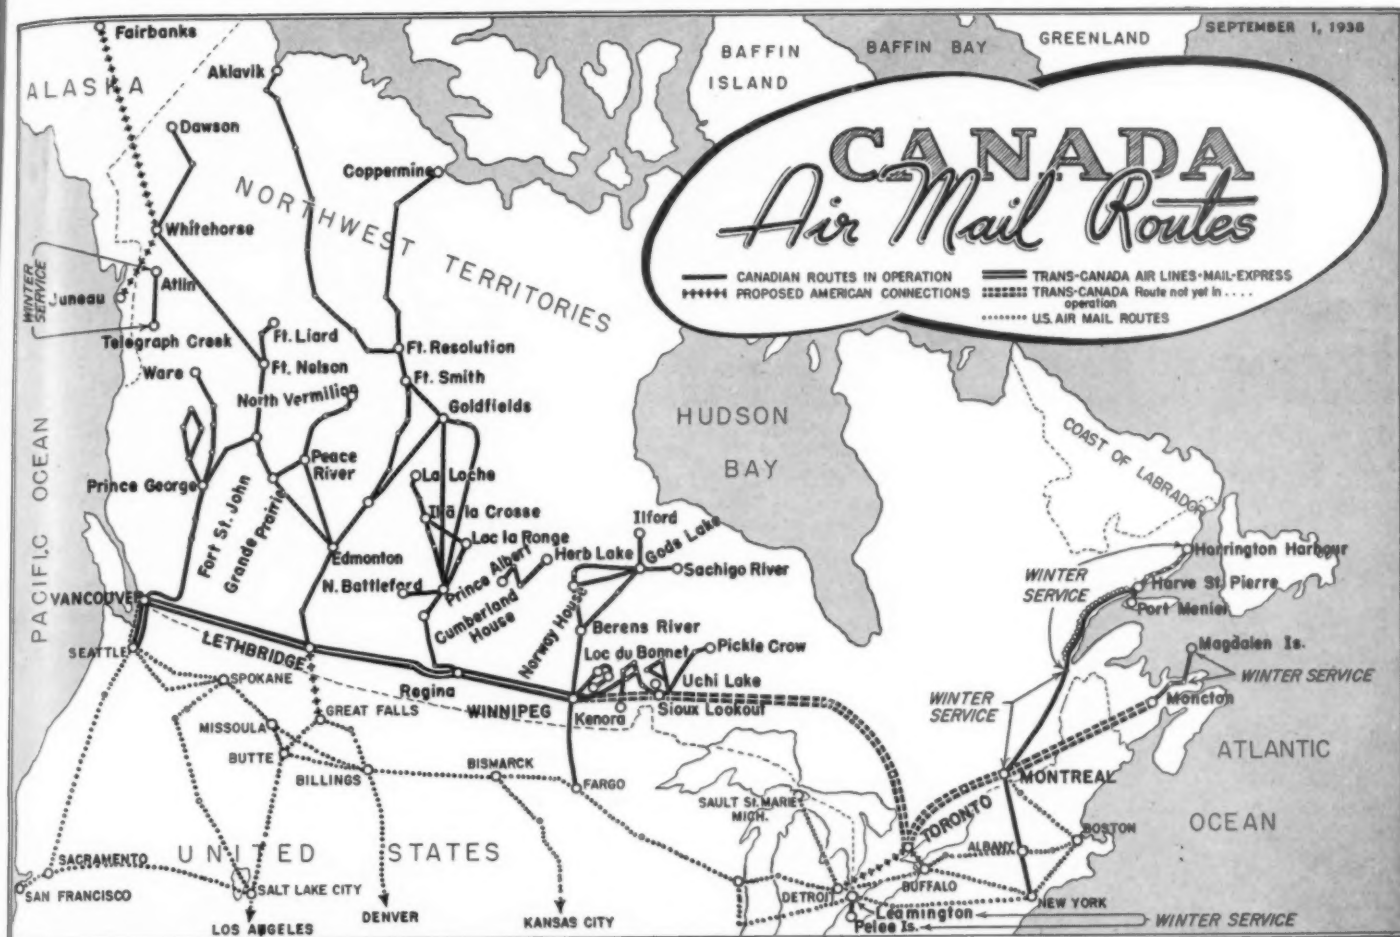 SEPTEMBER 1, 1938
CANADA
Air Mail Routes
CANADIAN ROUTES IN OPERATION
PROPOSED AMERICAN CONNECTIONS
TRANS-CANADA AIR LINES-MAIL-EXPRESS
TRANS-CANADA Route not yet in ....
operation
U.S. AIR MAIL ROUTES
Fairbanks
ALASKA
Aklavik
BAFFIN
ISLAND
BAFFIN BAY
GREENLAND
Dawson
Coppermine
NORTHWEST TERRITORIES
Whitehorse
WINTER
SERVICE
Atlin
Juneau
Telegraph Creek
Ft. Liard
Ft. Nelson
Ft. Resolution
Ft. Smith
Ware
North Vermilion
Goldfields
HUDSON
BAY
COAST OF LABRADOR
PACIFIC OCEAN
Prince George
Fort St. John
Grande Prairie
Peace
River
La Loche
Ilā la Crosse
Lac la Ronge
Edmonton
N. Battleford
Prince Albert
Cumberland
House
Herb Lake
Ilford
Gods Lake
Sachigo River
Norway House
Berens River
Loc du Bonnet
Pickle Crow
Uchi Lake
Sioux Lookout
Kenora
WINNIPEG
Regina
LETHBRIDGE
VANCOUVER
SEATTLE
SPOKANE
GREAT FALLS
MISSOULA
BUTTE
BILLINGS
BISMARCK
FARGO
SACRAMENTO
SAN FRANCISCO
UNITED STATES
SALT LAKE CITY
LOS ANGELES
DENVER
KANSAS CITY
Harrington Harbour
WINTER
SERVICE
Harve St. Pierre
Port Menier
Magdalen Is.
WINTER SERVICE
WINTER
SERVICE
Moncton
ATLANTIC
OCEAN
MONTREAL
TORONTO
SAULT St. MARIE
MICH.
BOSTON
ALBANY
BUFFALO
DETROIT
NEW YORK
Leamington
Pelee Is.
WINTER SERVICE